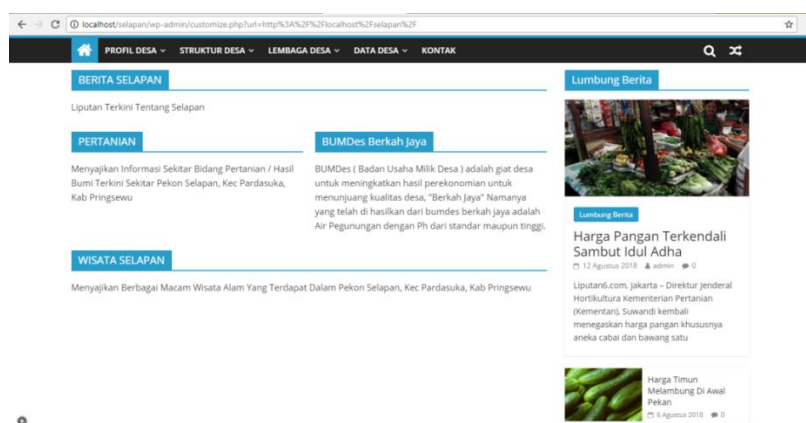 localhost/selapan/wp-admin/customize.php?url=http%3A%2F%2Flocalhost%2Fselapan%2F
PROFIL DESA STRUKTUR DESA LEMBAGA DESA DATA DESA KONTAK
BERITA SELAPAN
Liputan Terkini Tentang Selapan
PERTANIAN
Menyajikan Informasi Sekitar Bidang Pertanian / Hasil
Bumi Terkini Sekitar Pekon Selapan, Kec Pardasuka,
Kab Pringsewu
BUMDes Berkah Jaya
BUMDes ( Badan Usaha Milik Desa ) adalah giat desa
untuk meningkatkan hasil perekonomian untuk
menunjuang kualitas desa, "Berkah Jaya" Namanya
yang telah di hasilkan dari bumdes berkah jaya adalah
Air Pegunungan dengan Ph dari standar maupun tinggi.
WISATA SELAPAN
Menyajikan Berbagai Macam Wisata Alam Yang Terdapat Dalam Pekon Selapan, Kec Pardasuka, Kab Pringsewu
Lumbung Berita
Lumbung Berita
Harga Pangan Terkendali
Sambut Idul Adha
12 Agustus 2018 admin 0
Liputan6.com, Jakarta – Direktur Jenderal
Hortikultura Kementerian Pertanian
(Kementan), Suwandi kembali
menegaskan harga pangan khususnya
aneka cabai dan bawang satu
Harga Timun
Melambung Di Awal
Pekan
6 Agustus 2018 0